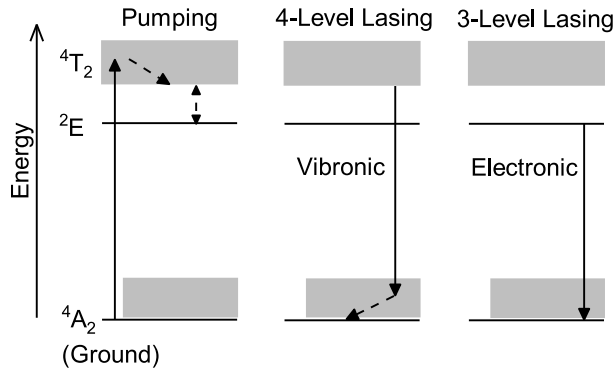 Pumping
4-Level Lasing
3-Level Lasing
⁴T₂
²E
Energy
Vibronic
Electronic
⁴A₂
(Ground)